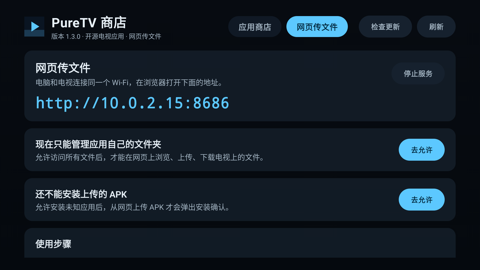 PureTV 商店
版本 1.3.0 · 开源电视应用 · 网页传文件
应用商店
网页传文件
检查更新
刷新
网页传文件
电脑和电视连接同一个 Wi-Fi，在浏览器打开下面的地址。
停止服务
http://10.0.2.15:8686
现在只能管理应用自己的文件夹
允许访问所有文件后，才能在网页上浏览、上传、下载电视上的文件。
去允许
还不能安装上传的 APK
允许安装未知应用后，从网页上传 APK 才会弹出安装确认。
去允许
使用步骤